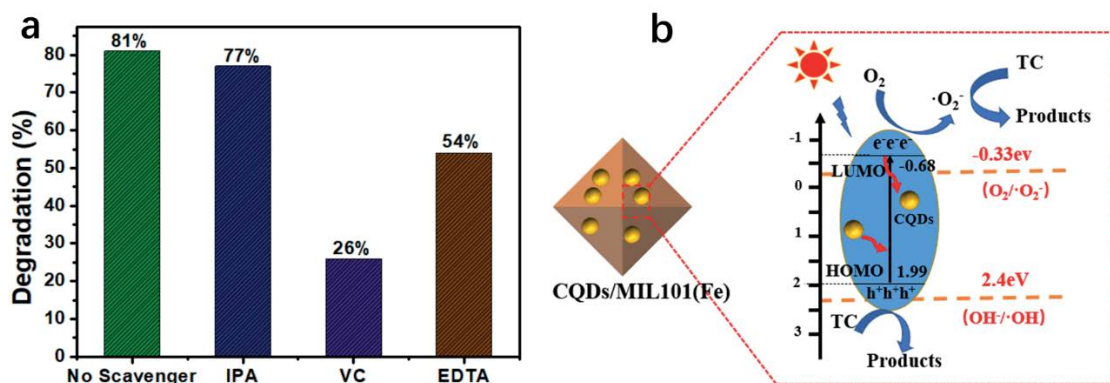 a
Degradation (%)
80
70
60
50
40
30
20
10
0
81%
77%
26%
54%
No Scavenger
IPA
VC
EDTA
CQDs/MIL101(Fe)
b
O2
·O2-
TC
Products
-1
0
1
2
3
e-e-e-
LUMO
-0.68
CQDs
HOMO
1.99
h+h+h+
-0.33ev
(O2/·O2-)
2.4eV
(OH-/·OH)
TC
Products